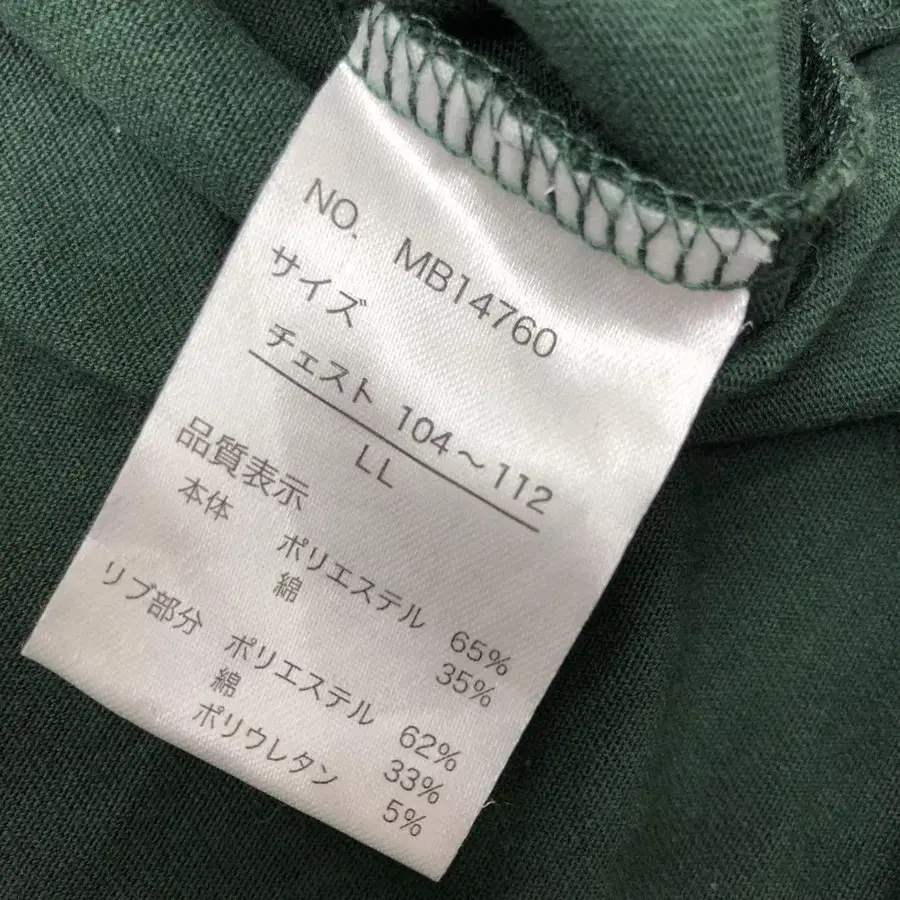 NO. MB14760
サイズ
チェスト 104～112
LL
品質表示
本体 ポリエステル 65%
綿 35%
リブ部分 ポリエステル 62%
綿 33%
ポリウレタン 5%